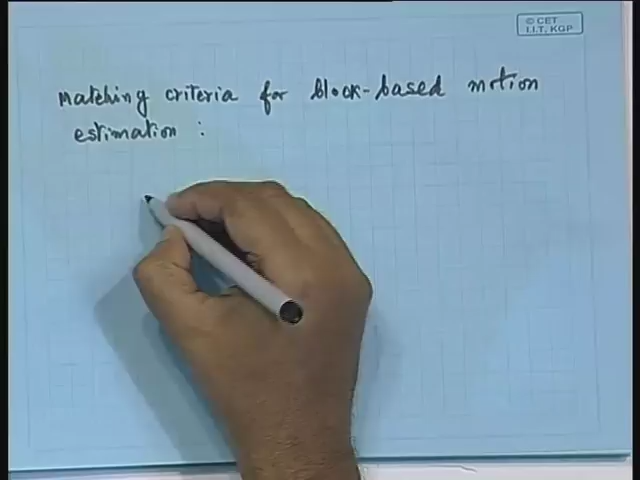 © CET
I.I.T, KGP
Matching criteria for block-based motion
estimation :